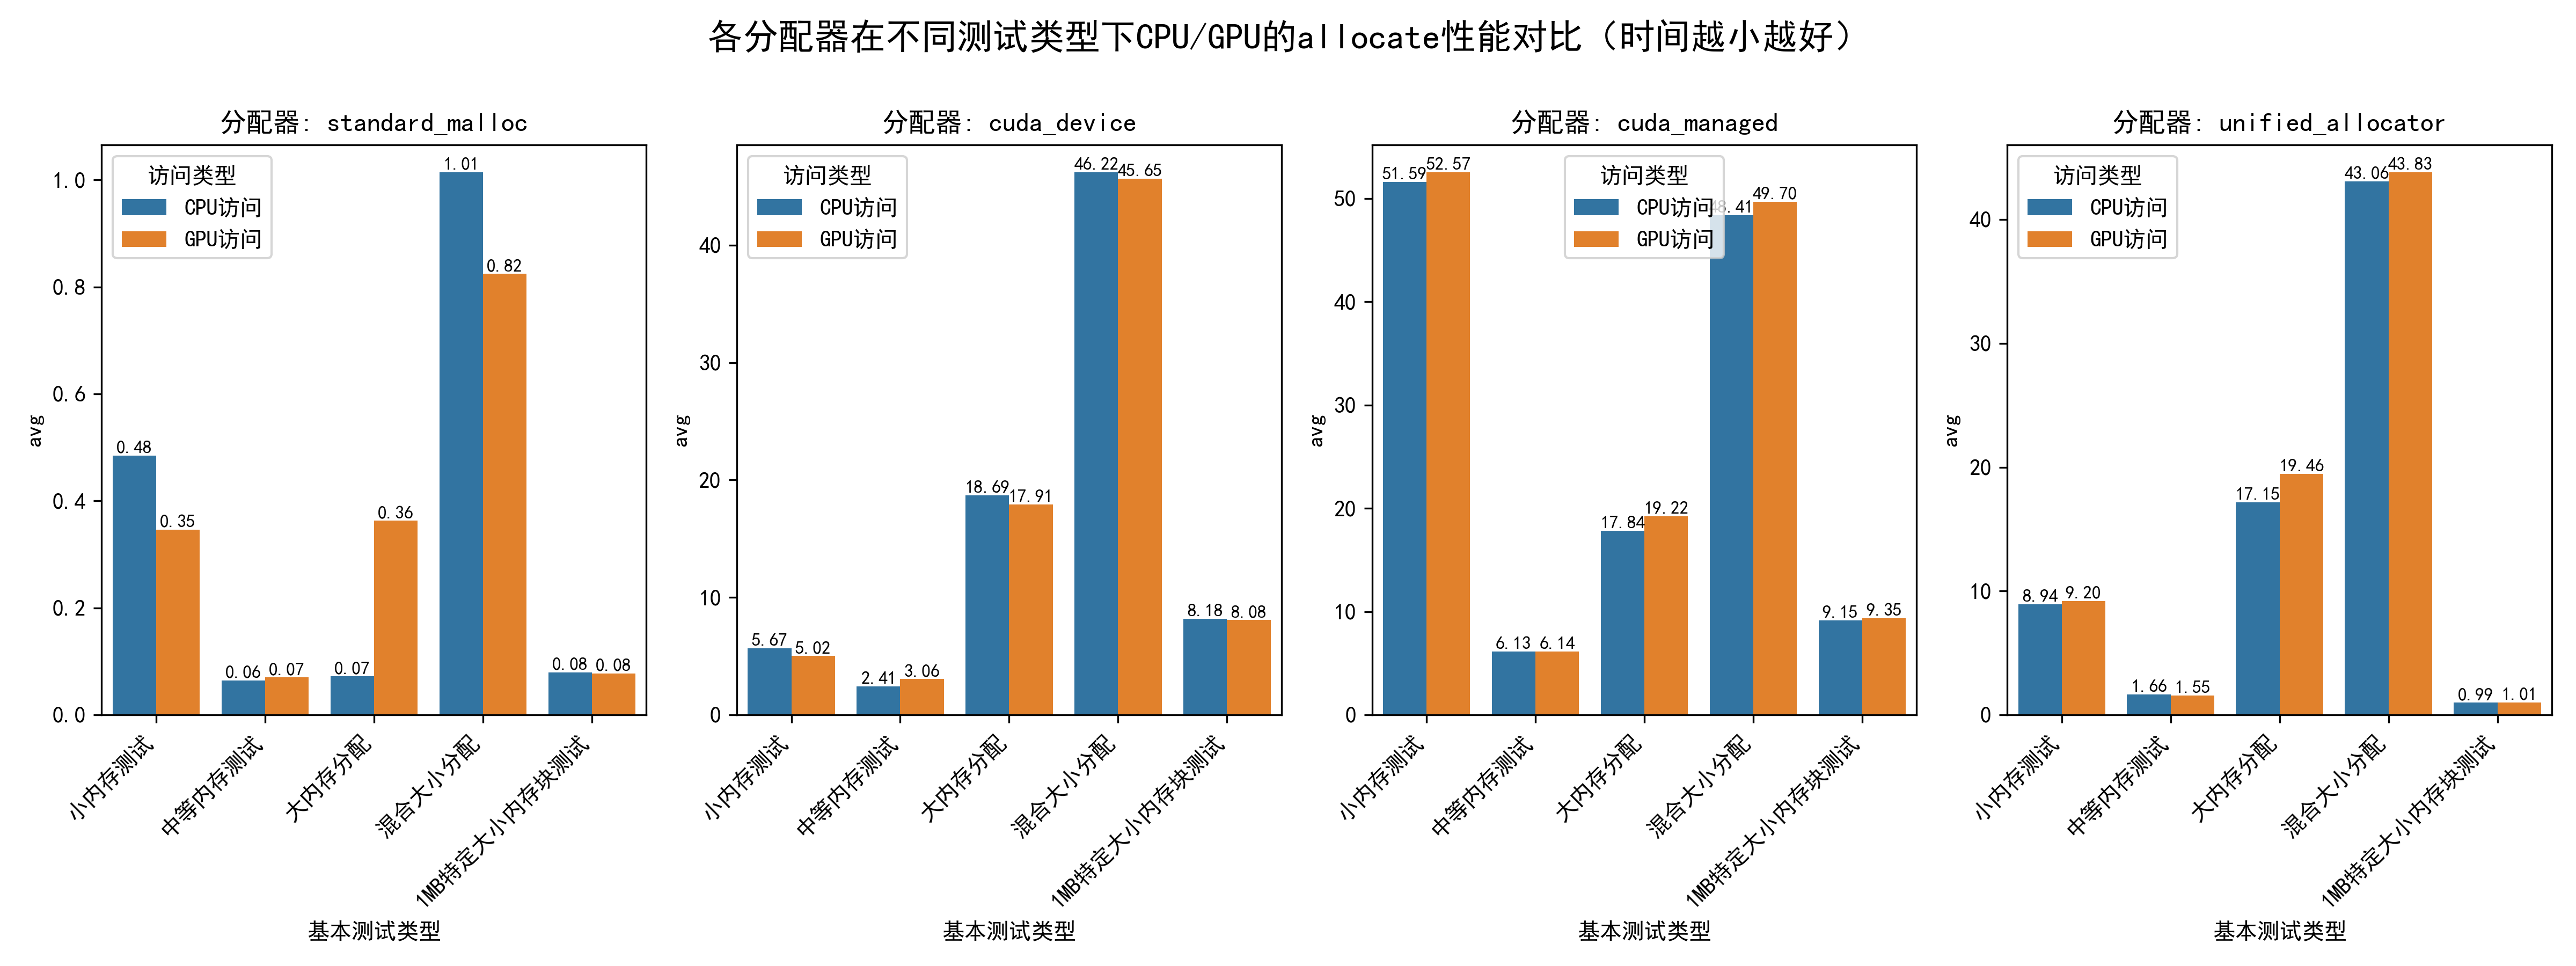 各分配器在不同测试类型下CPU/GPU的allocate性能对比（时间越小越好）
分配器: standard_malloc
访问类型
CPU访问
GPU访问
avg
1.0
0.8
0.6
0.4
0.2
0.0
0.48
0.35
0.06
0.07
0.07
0.36
1.01
0.82
0.08
0.08
小内存测试
中等内存测试
大内存分配
混合大小分配
1MB特定大小内存块测试
基本测试类型
分配器: cuda_device
访问类型
CPU访问
GPU访问
avg
40
30
20
10
0
5.67
5.02
2.41
3.06
18.69
17.91
46.22
45.65
8.18
8.08
小内存测试
中等内存测试
大内存分配
混合大小分配
1MB特定大小内存块测试
基本测试类型
分配器: cuda_managed
访问类型
CPU访问
GPU访问
avg
50
40
30
20
10
0
51.59
52.57
6.13
6.14
17.84
19.22
48.41
49.70
9.15
9.35
小内存测试
中等内存测试
大内存分配
混合大小分配
1MB特定大小内存块测试
基本测试类型
分配器: unified_allocator
访问类型
CPU访问
GPU访问
avg
40
30
20
10
0
8.94
9.20
1.66
1.55
17.15
19.46
43.06
43.83
0.99
1.01
小内存测试
中等内存测试
大内存分配
混合大小分配
1MB特定大小内存块测试
基本测试类型